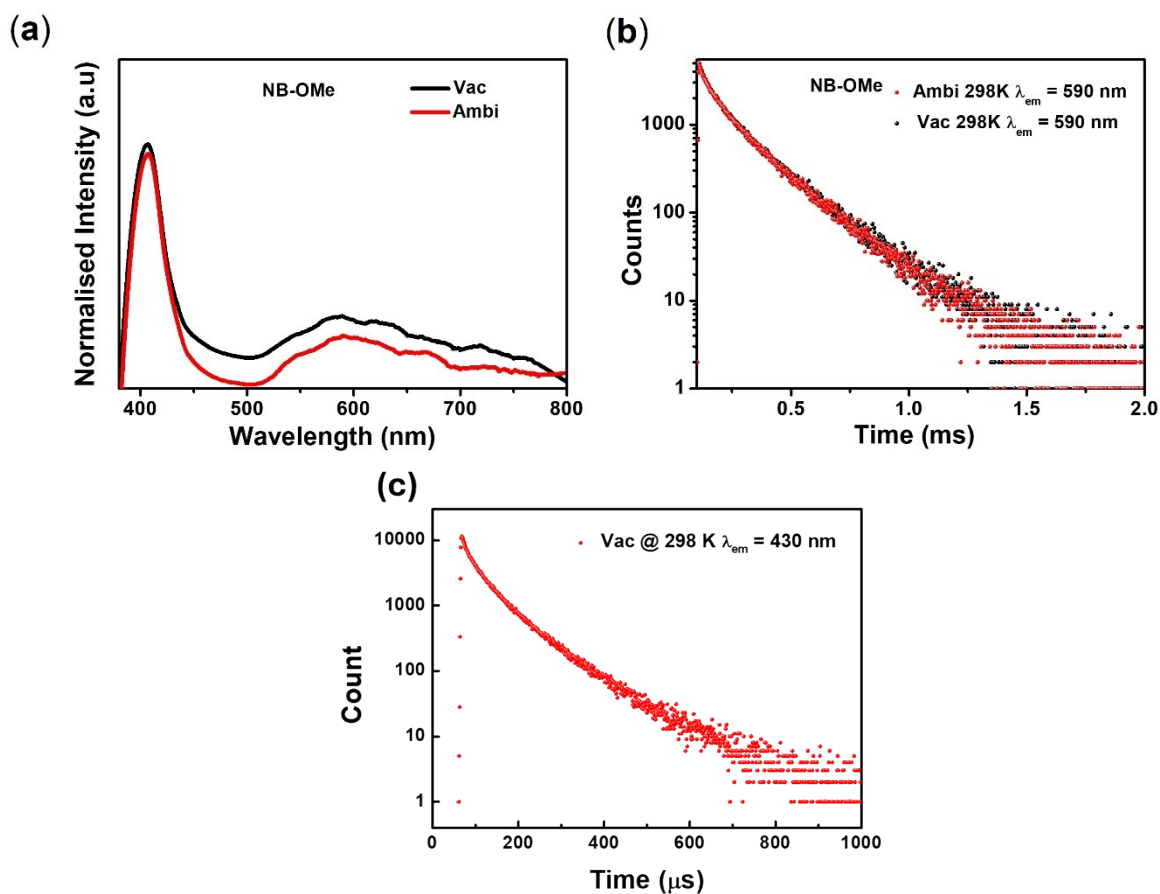 (a)
NB-OMe
Vac
Ambi
Normalised Intensity (a.u)
400 500 600 700 800
Wavelength (nm)
(b)
NB-OMe
Ambi 298K λem = 590 nm
Vac 298K λem = 590 nm
Counts
1000
100
10
1
0.5 1.0 1.5 2.0
Time (ms)
(c)
Vac @ 298 K λem = 430 nm
Count
10000
1000
100
10
1
0 200 400 600 800 1000
Time (μs)